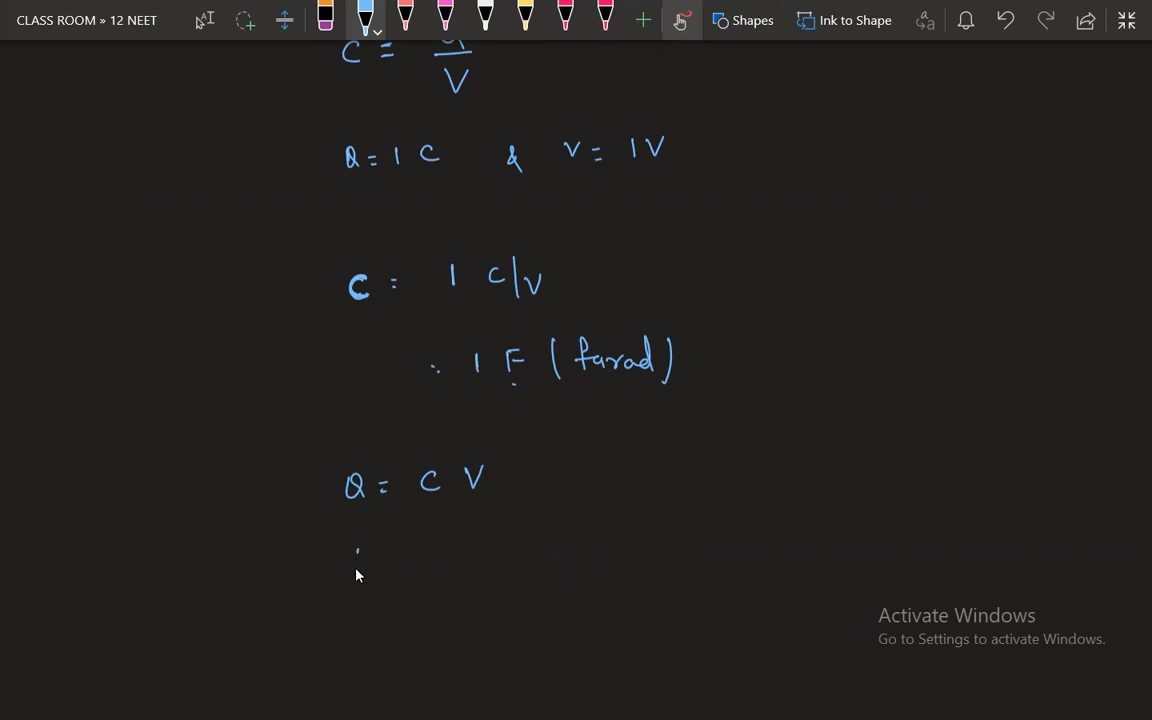 CLASS ROOM » 12 NEET Shapes Ink to Shape
C =
V
Q = 1 C & V = 1 V
C = 1 C/V
: 1 F (farad)
Q = C V
Activate Windows
Go to Settings to activate Windows.